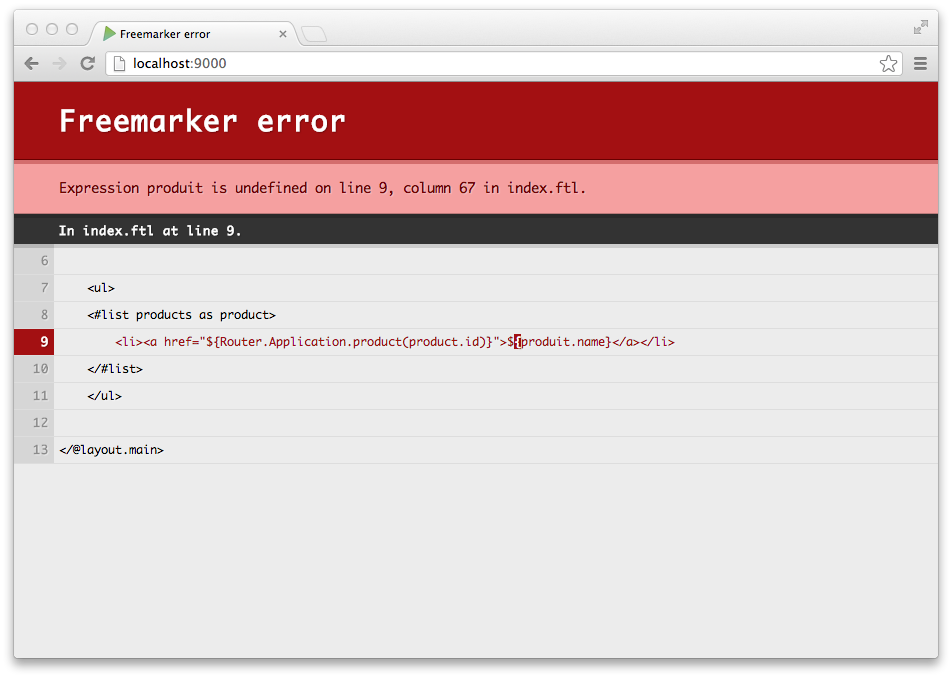 Freemarker error
localhost:9000
Freemarker error
Expression produit is undefined on line 9, column 67 in index.ftl.
In index.ftl at line 9.
6
7 <ul>
8 <#list products as product>
9 <li><a href="${Router.Application.product(product.id)}">${produit.name}</a></li>
10 </#list>
11 </ul>
12
13 </@layout.main>